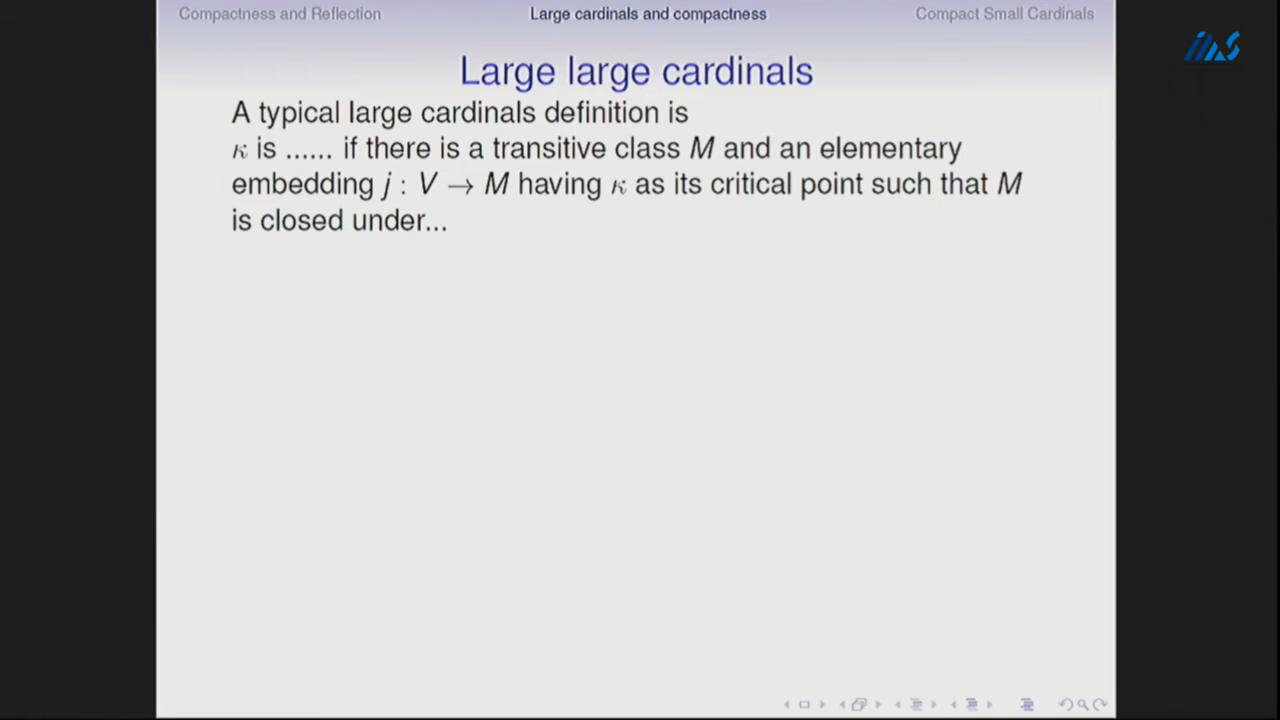 Compactness and Reflection Large cardinals and compactness Compact Small Cardinals
IMS
Large large cardinals
A typical large cardinals definition is
κ is ...... if there is a transitive class M and an elementary
embedding j : V → M having κ as its critical point such that M
is closed under...